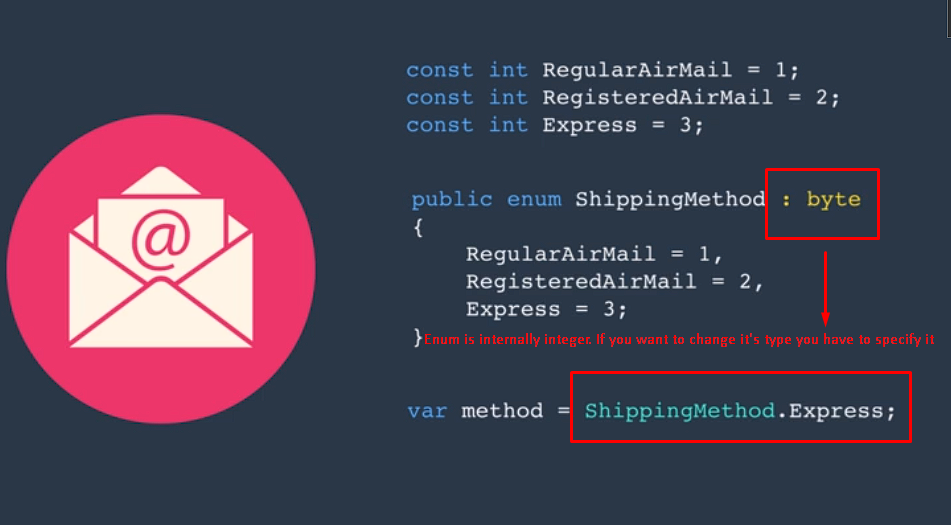 @
const int RegularAirMail = 1;
const int RegisteredAirMail = 2;
const int Express = 3;
public enum ShippingMethod : byte
{
RegularAirMail = 1,
RegisteredAirMail = 2,
Express = 3;
}Enum is internally integer. If you want to change it's type you have to specify it
var method = ShippingMethod.Express;